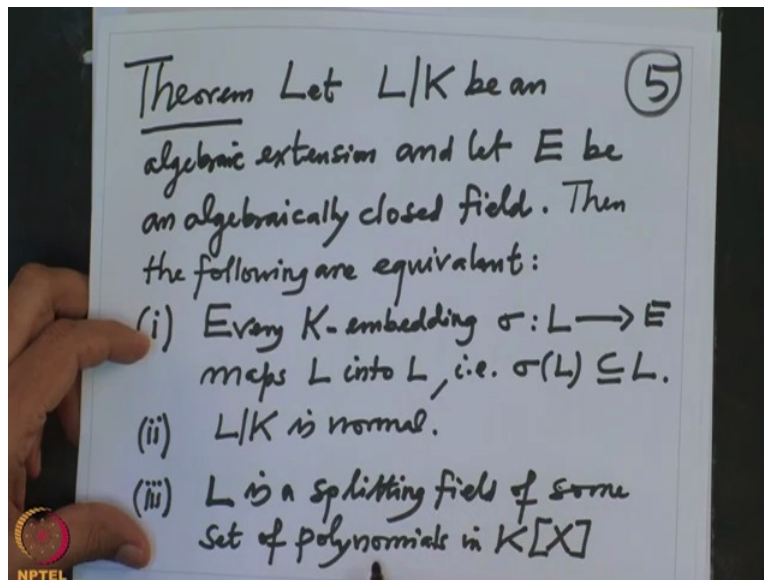 Theorem Let L/K be an
5
algebraic extension and let E be
an algebraically closed field. Then
the following are equivalent:
(i) Every K-embedding σ: L ⟶ E
maps L into L, i.e. σ(L) ⊆ L.
(ii) L/K is normal.
(iii) L is a splitting field of some
set of polynomials in K[X]
NPTEL